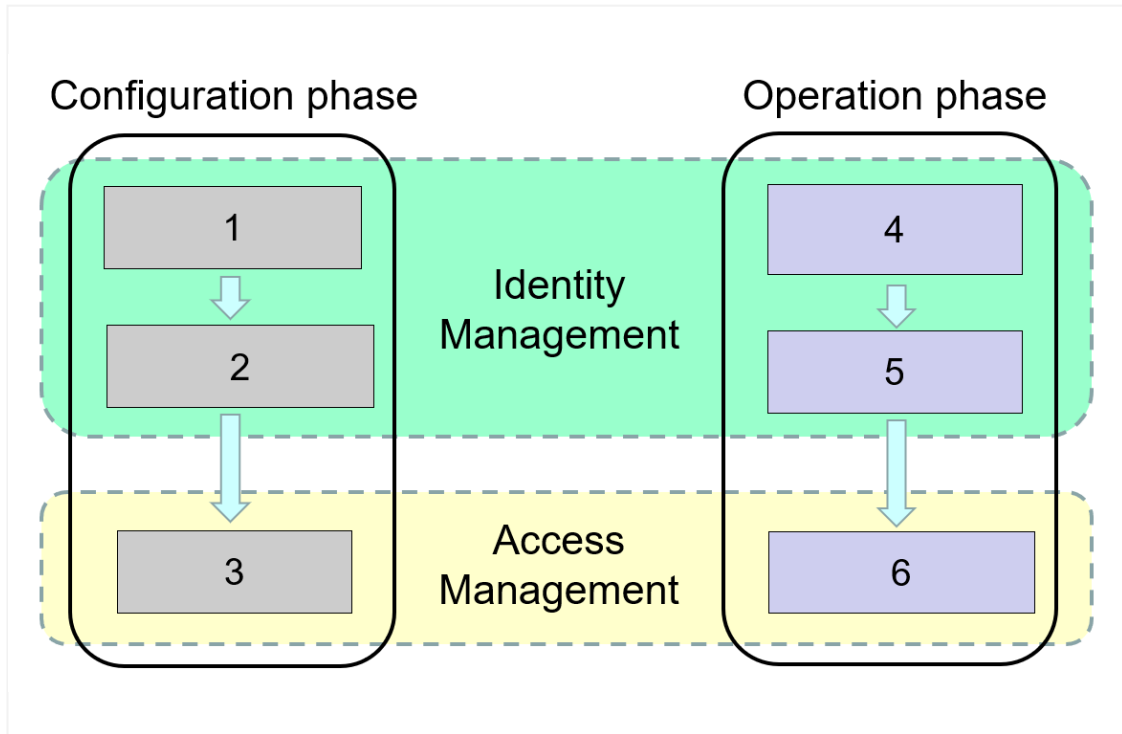 Configuration phase
Operation phase
1
4
Identity
Management
2
5
Access
Management
3
6